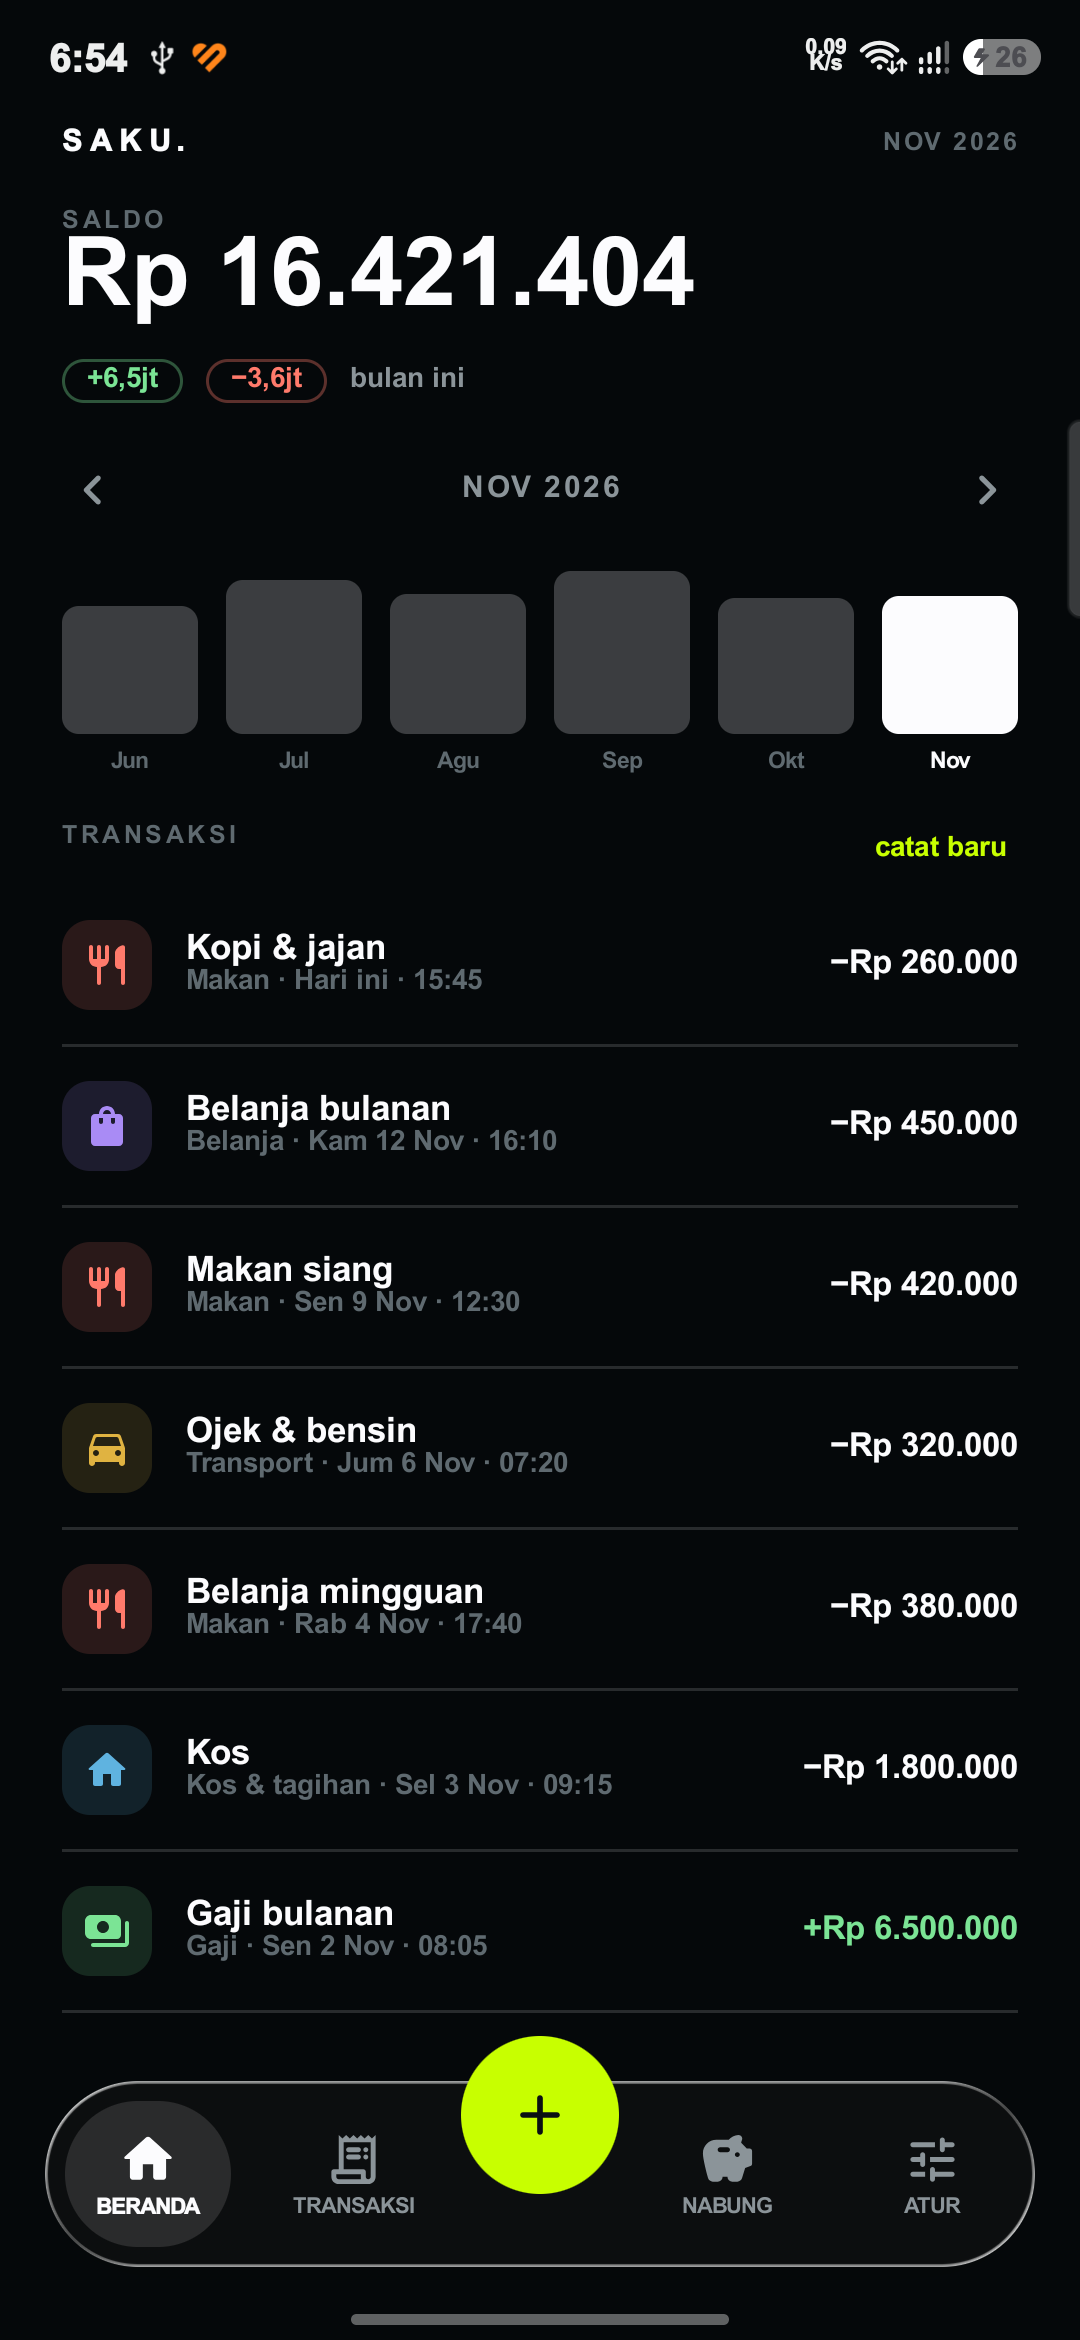 6:54
0.09
K/s
26
SAKU.
NOV 2026
SALDO
Rp 16.421.404
+6,5jt
−3,6jt
bulan ini
NOV 2026
Jun
Jul
Agu
Sep
Okt
Nov
TRANSAKSI
catat baru
Kopi & jajan
−Rp 260.000
Makan · Hari ini · 15:45
Belanja bulanan
−Rp 450.000
Belanja · Kam 12 Nov · 16:10
Makan siang
−Rp 420.000
Makan · Sen 9 Nov · 12:30
Ojek & bensin
−Rp 320.000
Transport · Jum 6 Nov · 07:20
Belanja mingguan
−Rp 380.000
Makan · Rab 4 Nov · 17:40
Kos
−Rp 1.800.000
Kos & tagihan · Sel 3 Nov · 09:15
Gaji bulanan
+Rp 6.500.000
Gaji · Sen 2 Nov · 08:05
BERANDA
TRANSAKSI
NABUNG
ATUR